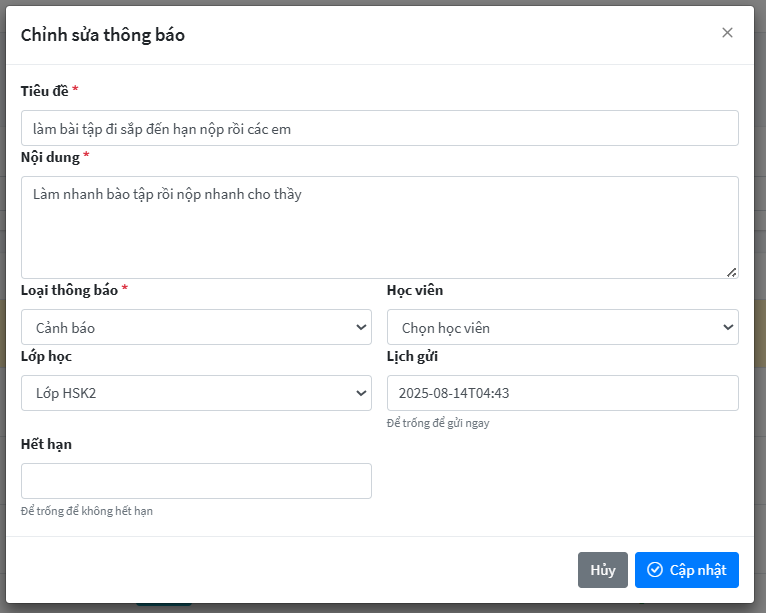 Chỉnh sửa thông báo
×
Tiêu đề *
làm bài tập đi sắp đến hạn nộp rồi các em
Nội dung *
Làm nhanh bào tập rồi nộp nhanh cho thầy
Loại thông báo * Học viên
Cảnh báo Chọn học viên
Lớp học Lịch gửi
Lớp HSK2 2025-08-14T04:43
Để trống để gửi ngay
Hết hạn
Để trống để không hết hạn
Hủy Cập nhật